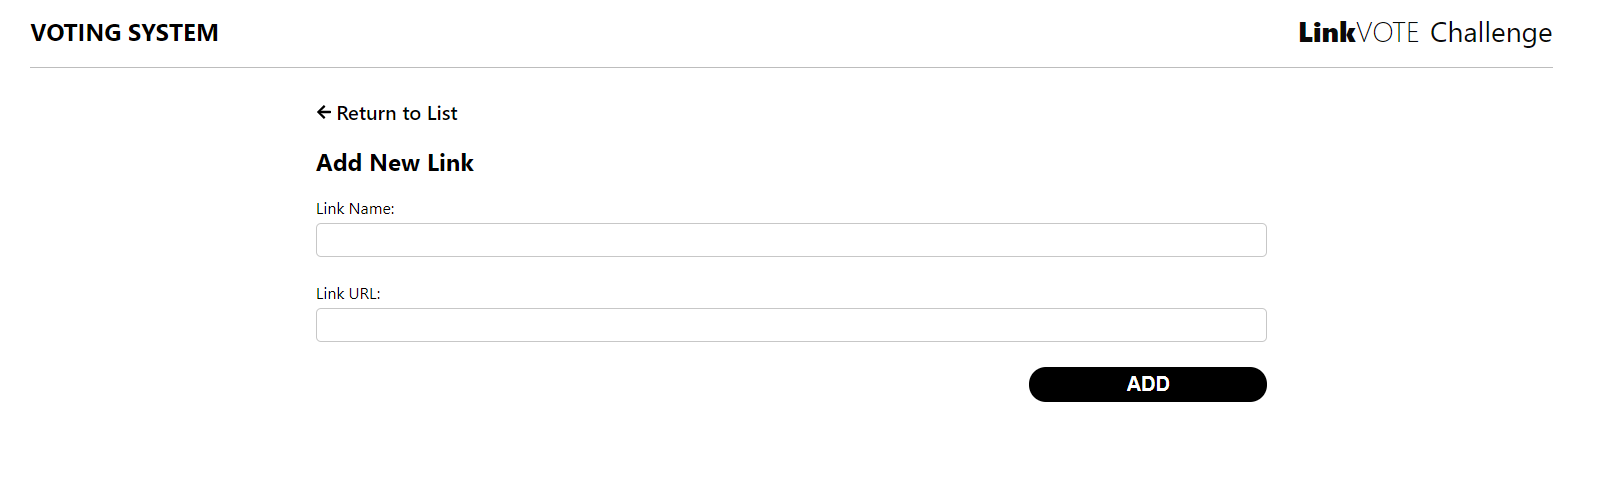 VOTING SYSTEM
LinkVOTE Challenge
Return to List
Add New Link
Link Name:
Link URL:
ADD